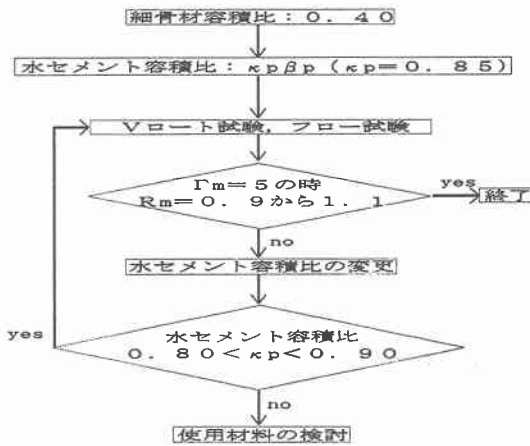 細骨材容積比：０．４０
水セメント容積比：κｐβｐ（κｐ＝０．８５）
Ｖロート試験，フロー試験
Γｍ＝５の時
Ｒｍ＝０．９から１．１
yes
終了
no
水セメント容積比の変更
yes
水セメント容積比
０．８０＜κｐ＜０．９０
no
使用材料の検討